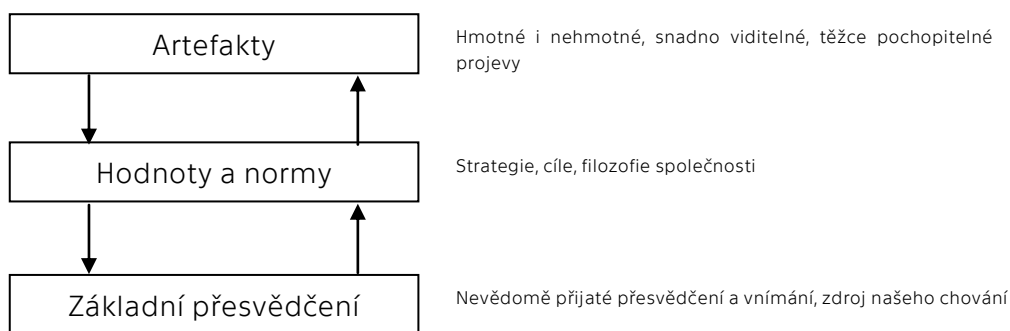 Artefakty
Hmotné i nehmotné, snadno viditelné, těžce pochopitelné
projevy
Hodnoty a normy
Strategie, cíle, filozofie společnosti
Základní přesvědčení
Nevědomě přijaté přesvědčení a vnímání, zdroj našeho chování